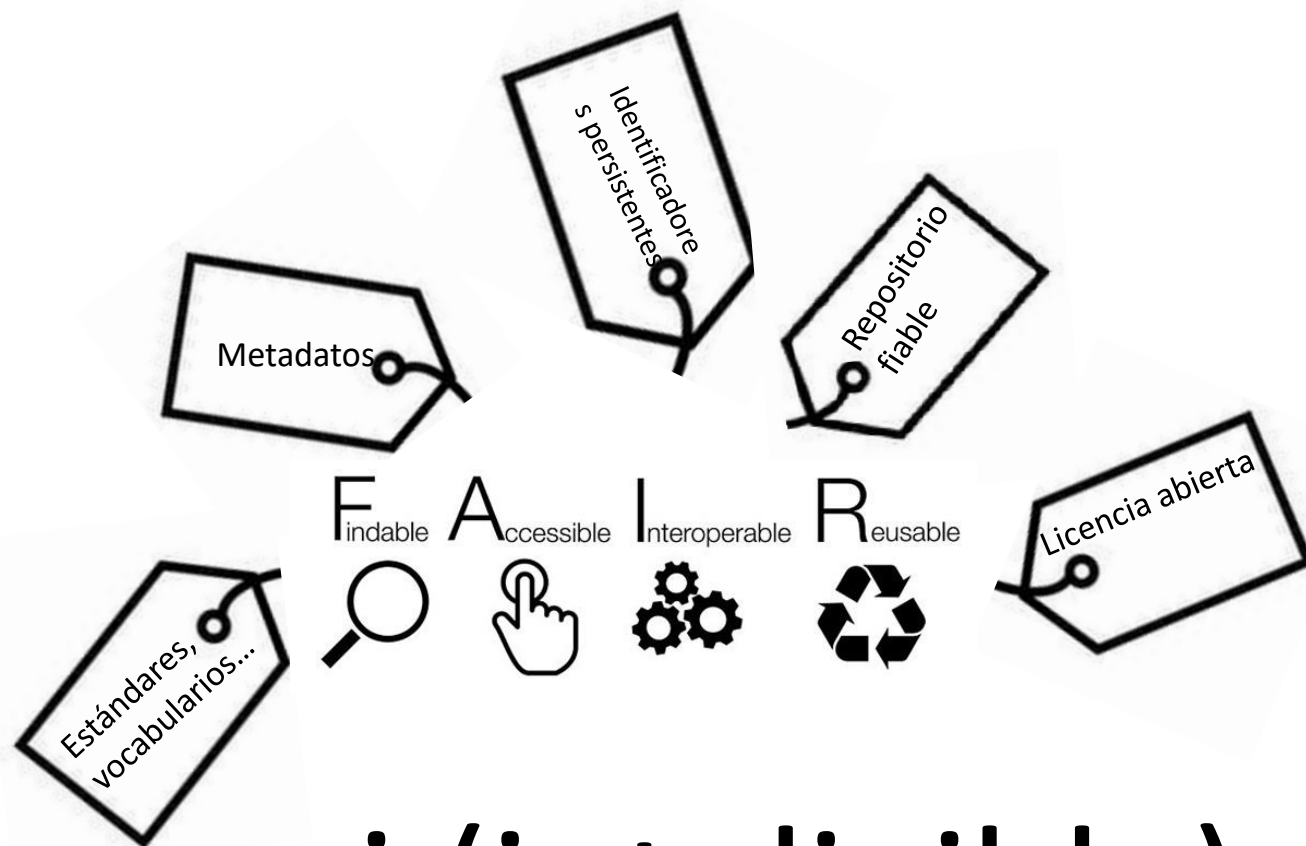 Identificadore
s persistentes
Repositorio
fiable
Metadatos
Licencia abierta
Findable Accessible Interoperable Reusable
Estándares,
vocabularios...